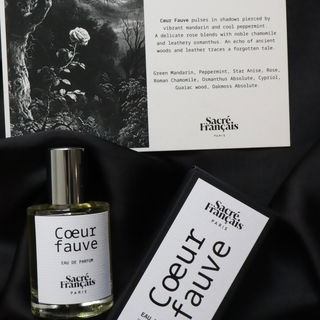 Cœur Fauve pulses in shadows pierced by
vibrant mandarin and cool peppermint.
A delicate rose blends with noble chamomile
and leathery osmanthus. An echo of ancient
woods and leather traces a forgotten tale.
Green Mandarin, Peppermint, Star Anise, Rose,
Roman Chamomile, Osmanthus Absolute, Cypriol,
Guaiac wood, Oakmoss Absolute.
Sacré
Français
PARIS
Cœur
fauve
EAU DE PARFUM
Sacré
Français
PARIS
Sacré
Français
PARIS
Cœur
fauve
EAU DE